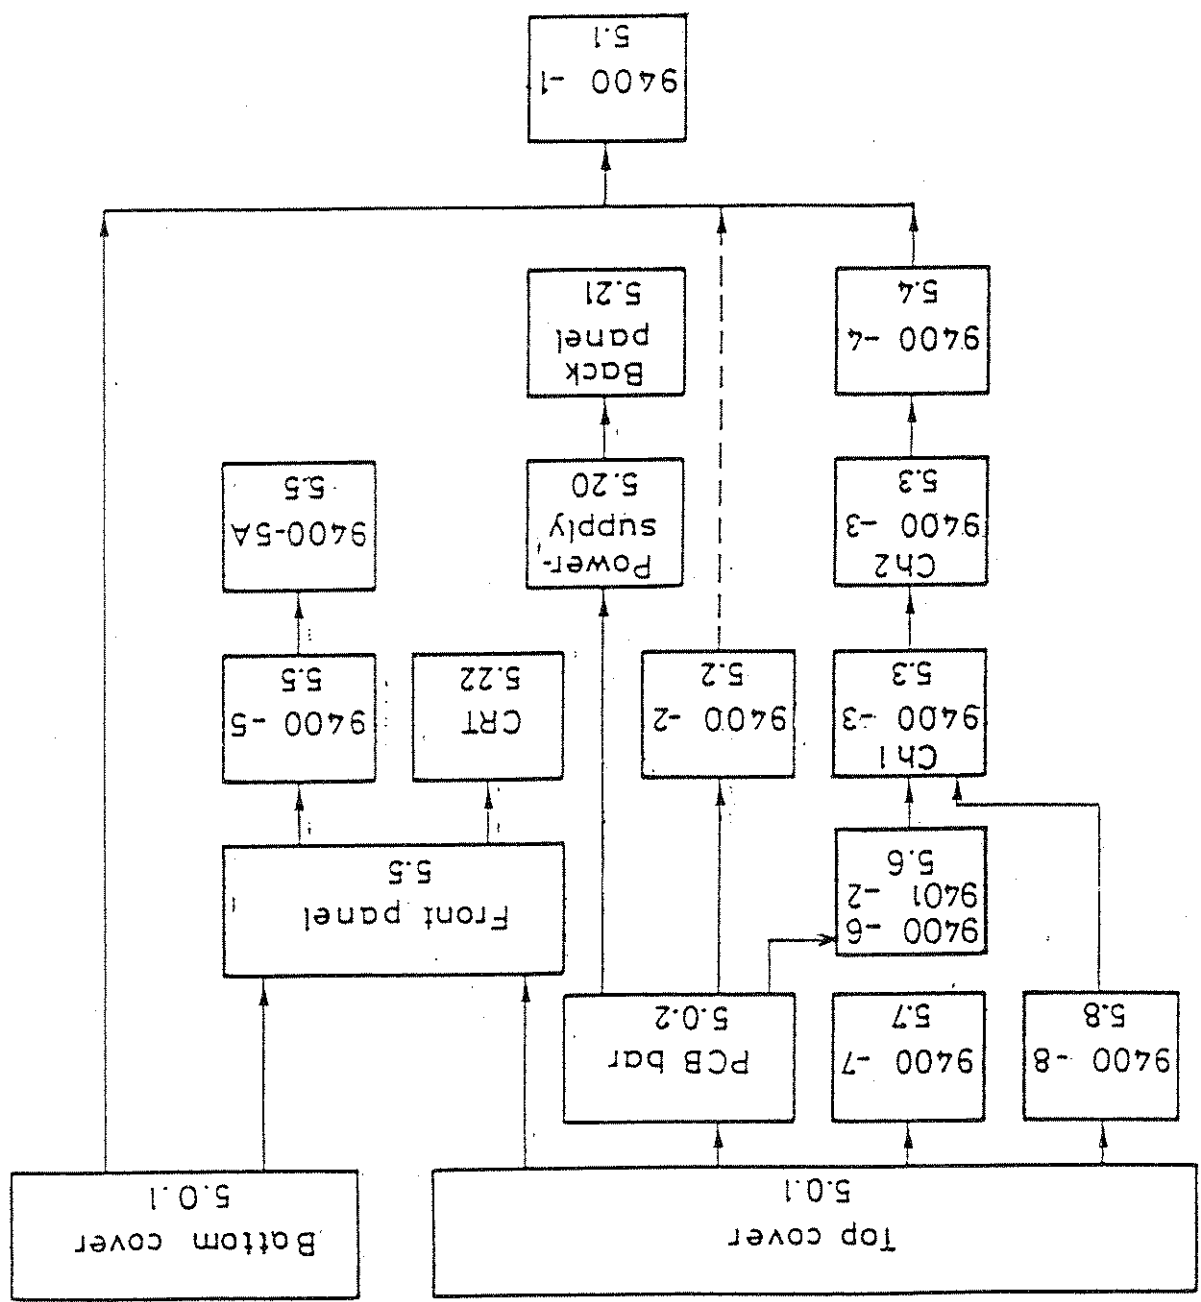 Top cover
5.0.1
Bottom cover
5.0.1
9400 -8
5.8
9400 -7
5.7
PCB bar
5.0.2
9400 -6
9401 -2
5.6
Front panel
5.5
Ch1
9400 -3
5.3
9400 -2
5.2
CRT
5.22
9400 -5
5.5
Ch2
9400 -3
5.3
Power-
supply
5.20
9400-5A
5.5
9400 -4
5.4
Back
panel
5.21
9400 -1
5.1